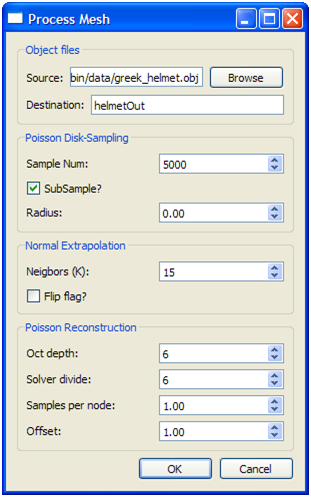 Process Mesh
Object files
Source: bin/data/greek_helmet.obj Browse
Destination: helmetOut
Poisson Disk-Sampling
Sample Num: 5000
SubSample?
Radius: 0.00
Normal Extrapolation
Neigbors (K): 15
Flip flag?
Poisson Reconstruction
Oct depth: 6
Solver divide: 6
Samples per node: 1.00
Offset: 1.00
OK Cancel